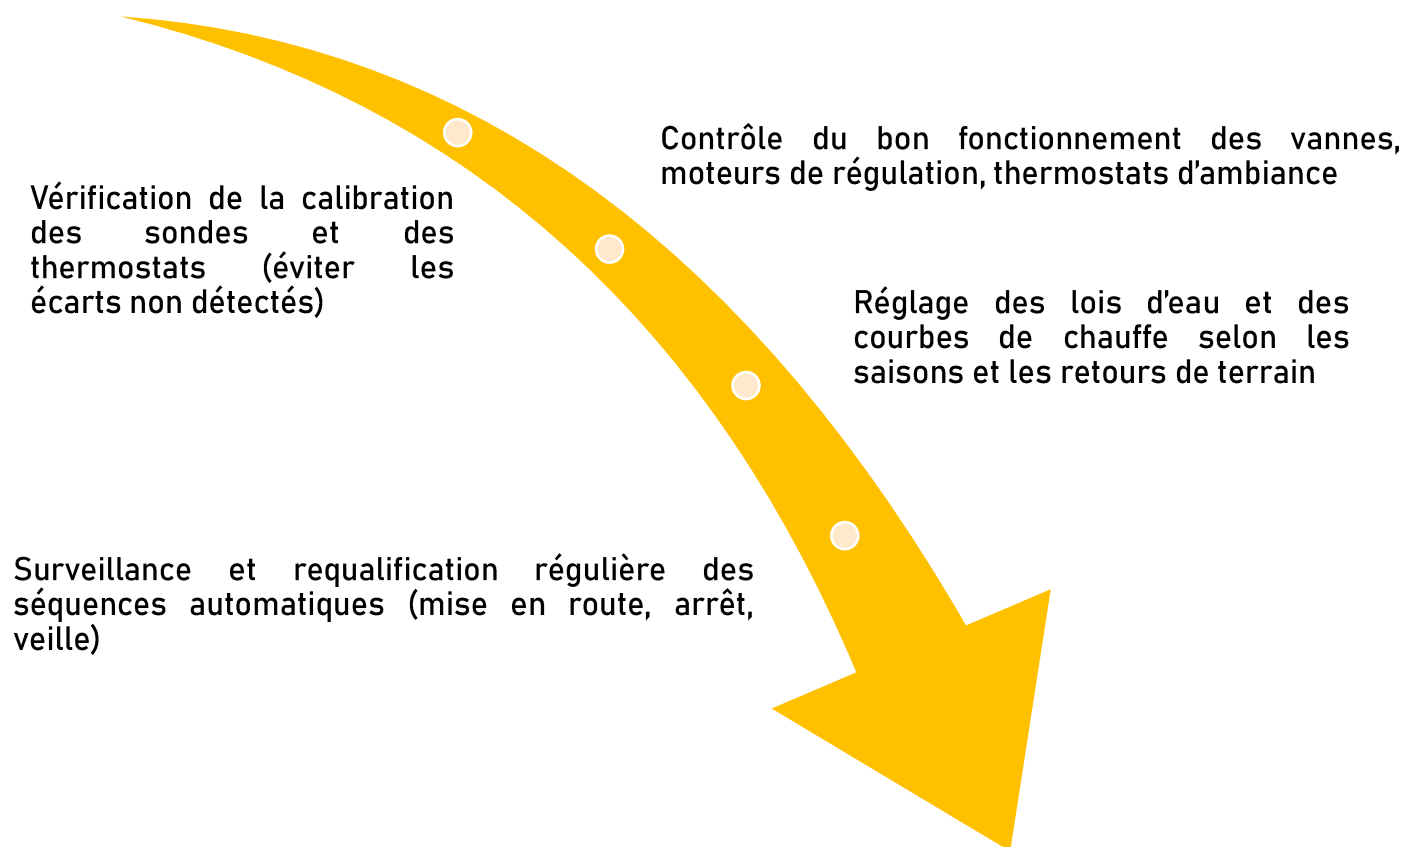 Contrôle du bon fonctionnement des vannes,
moteurs de régulation, thermostats d’ambiance
Vérification de la calibration
des sondes et des
thermostats (éviter les
écarts non détectés)
Réglage des lois d’eau et des
courbes de chauffe selon les
saisons et les retours de terrain
Surveillance et requalification régulière des
séquences automatiques (mise en route, arrêt,
veille)